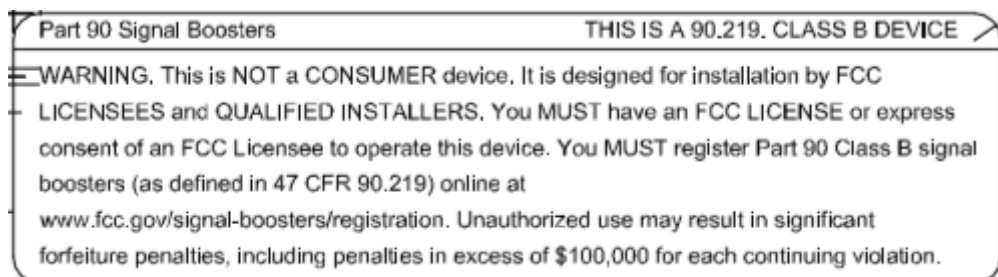 Part 90 Signal Boosters THIS IS A 90.219. CLASS B DEVICE
WARNING. This is NOT a CONSUMER device. It is designed for installation by FCC
LICENSEES and QUALIFIED INSTALLERS. You MUST have an FCC LICENSE or express
consent of an FCC Licensee to operate this device. You MUST register Part 90 Class B signal
boosters (as defined in 47 CFR 90.219) online at
www.fcc.gov/signal-boosters/registration. Unauthorized use may result in significant
forfeiture penalties, including penalties in excess of $100,000 for each continuing violation.